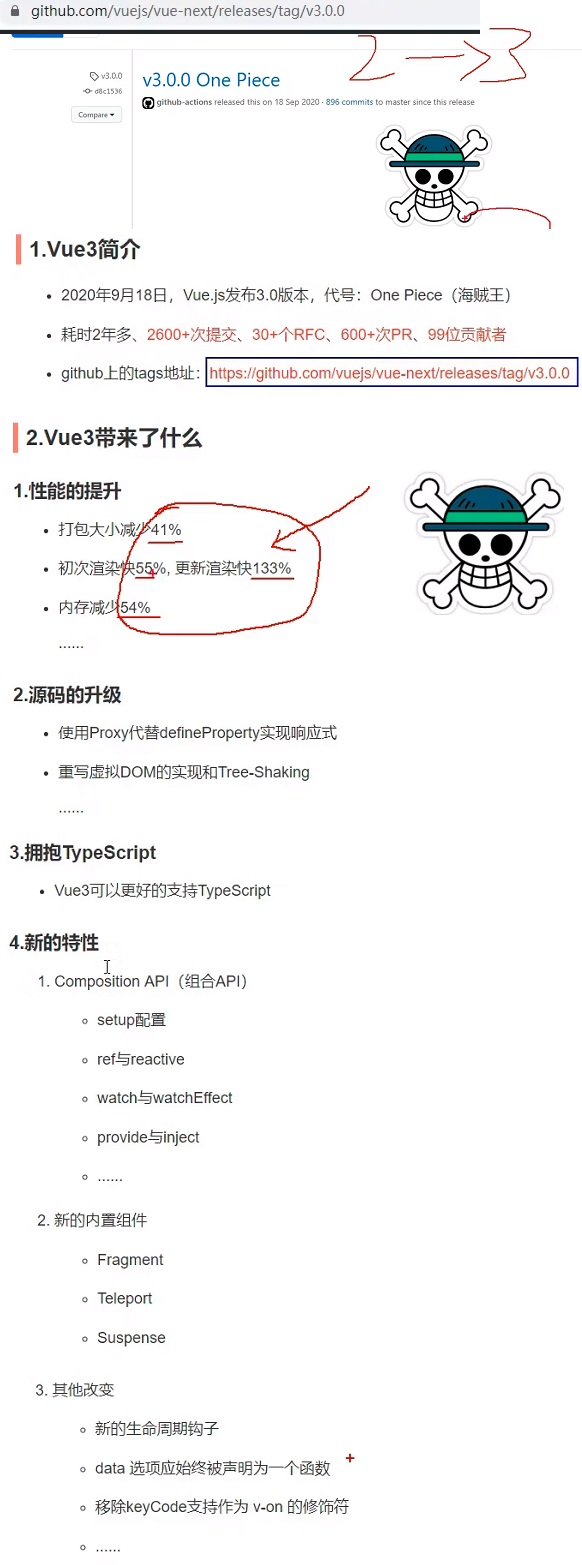 github.com/vuejs/vue-next/releases/tag/v3.0.0
2→3
v3.0.0
d8c1536
Compare
v3.0.0 One Piece
github-actions released this on 18 Sep 2020 · 896 commits to master since this release
1.Vue3简介
• 2020年9月18日，Vue.js发布3.0版本，代号：One Piece（海贼王）
• 耗时2年多、2600+次提交、30+个RFC、600+次PR、99位贡献者
• github上的tags地址：https://github.com/vuejs/vue-next/releases/tag/v3.0.0
2.Vue3带来了什么
1.性能的提升
• 打包大小减少41%
• 初次渲染快55%, 更新渲染快133%
• 内存减少54%
......
2.源码的升级
• 使用Proxy代替defineProperty实现响应式
• 重写虚拟DOM的实现和Tree-Shaking
......
3.拥抱TypeScript
• Vue3可以更好的支持TypeScript
4.新的特性
1. Composition API（组合API）
◦ setup配置
◦ ref与reactive
◦ watch与watchEffect
◦ provide与inject
◦ ......
2. 新的内置组件
◦ Fragment
◦ Teleport
◦ Suspense
3. 其他改变
◦ 新的生命周期钩子
◦ data 选项应始终被声明为一个函数
◦ 移除keyCode支持作为 v-on 的修饰符
◦ ......